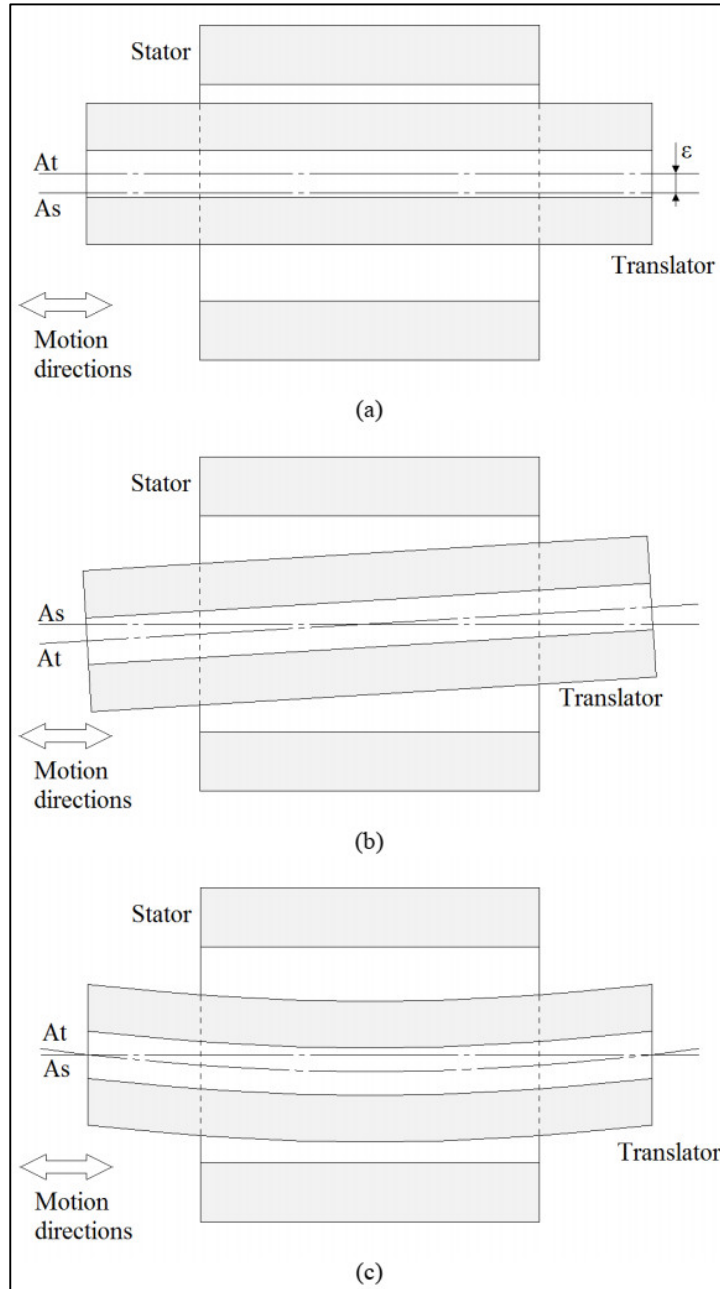 Stator
At
ε
As
Translator
Motion
directions
(a)
Stator
As
At
Translator
Motion
directions
(b)
Stator
At
As
Translator
Motion
directions
(c)